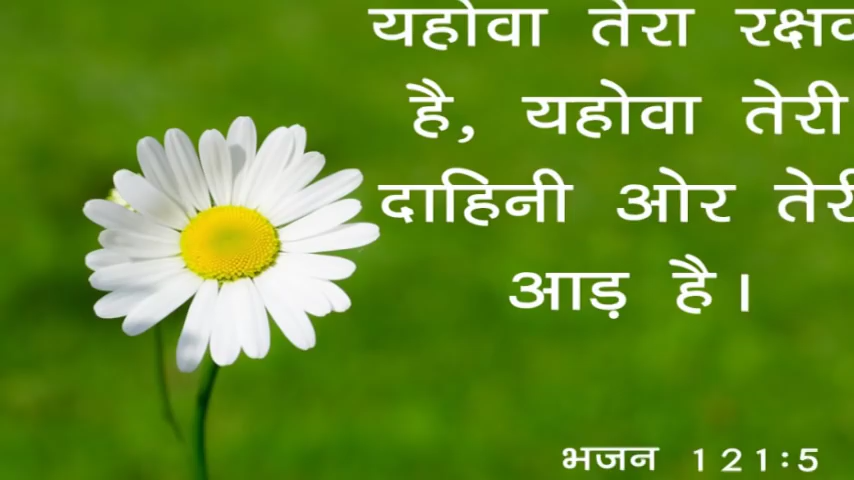 यहोवा तेरा रक्षक
है, यहोवा तेरी
दाहिनी ओर तेरी
आड़ है।
भजन 121:5